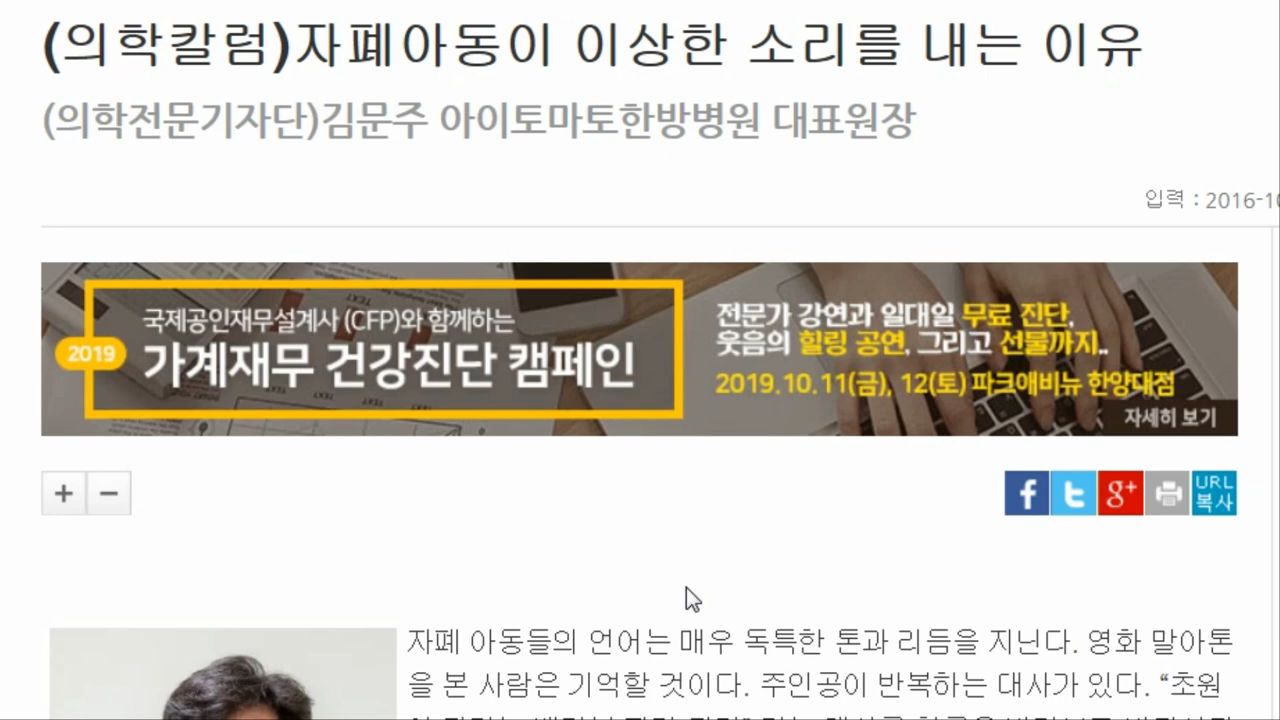 (의학칼럼)자폐아동이 이상한 소리를 내는 이유
(의학전문기자단)김문주 아이토마토한방병원 대표원장
입력 : 2016-10
국제공인재무설계사 (CFP)와 함께하는
2019
가계재무 건강진단 캠페인
전문가 강연과 일대일 무료 진단,
웃음의 힐링 공연, 그리고 선물까지..
2019.10.11(금), 12(토) 파크애비뉴 한양대점
자세히 보기
+ −
f t g+ URL 복사
자폐 아동들의 언어는 매우 독특한 톤과 리듬을 지닌다. 영화 말아톤
을 본 사람은 기억할 것이다. 주인공이 반복하는 대사가 있다. “초원